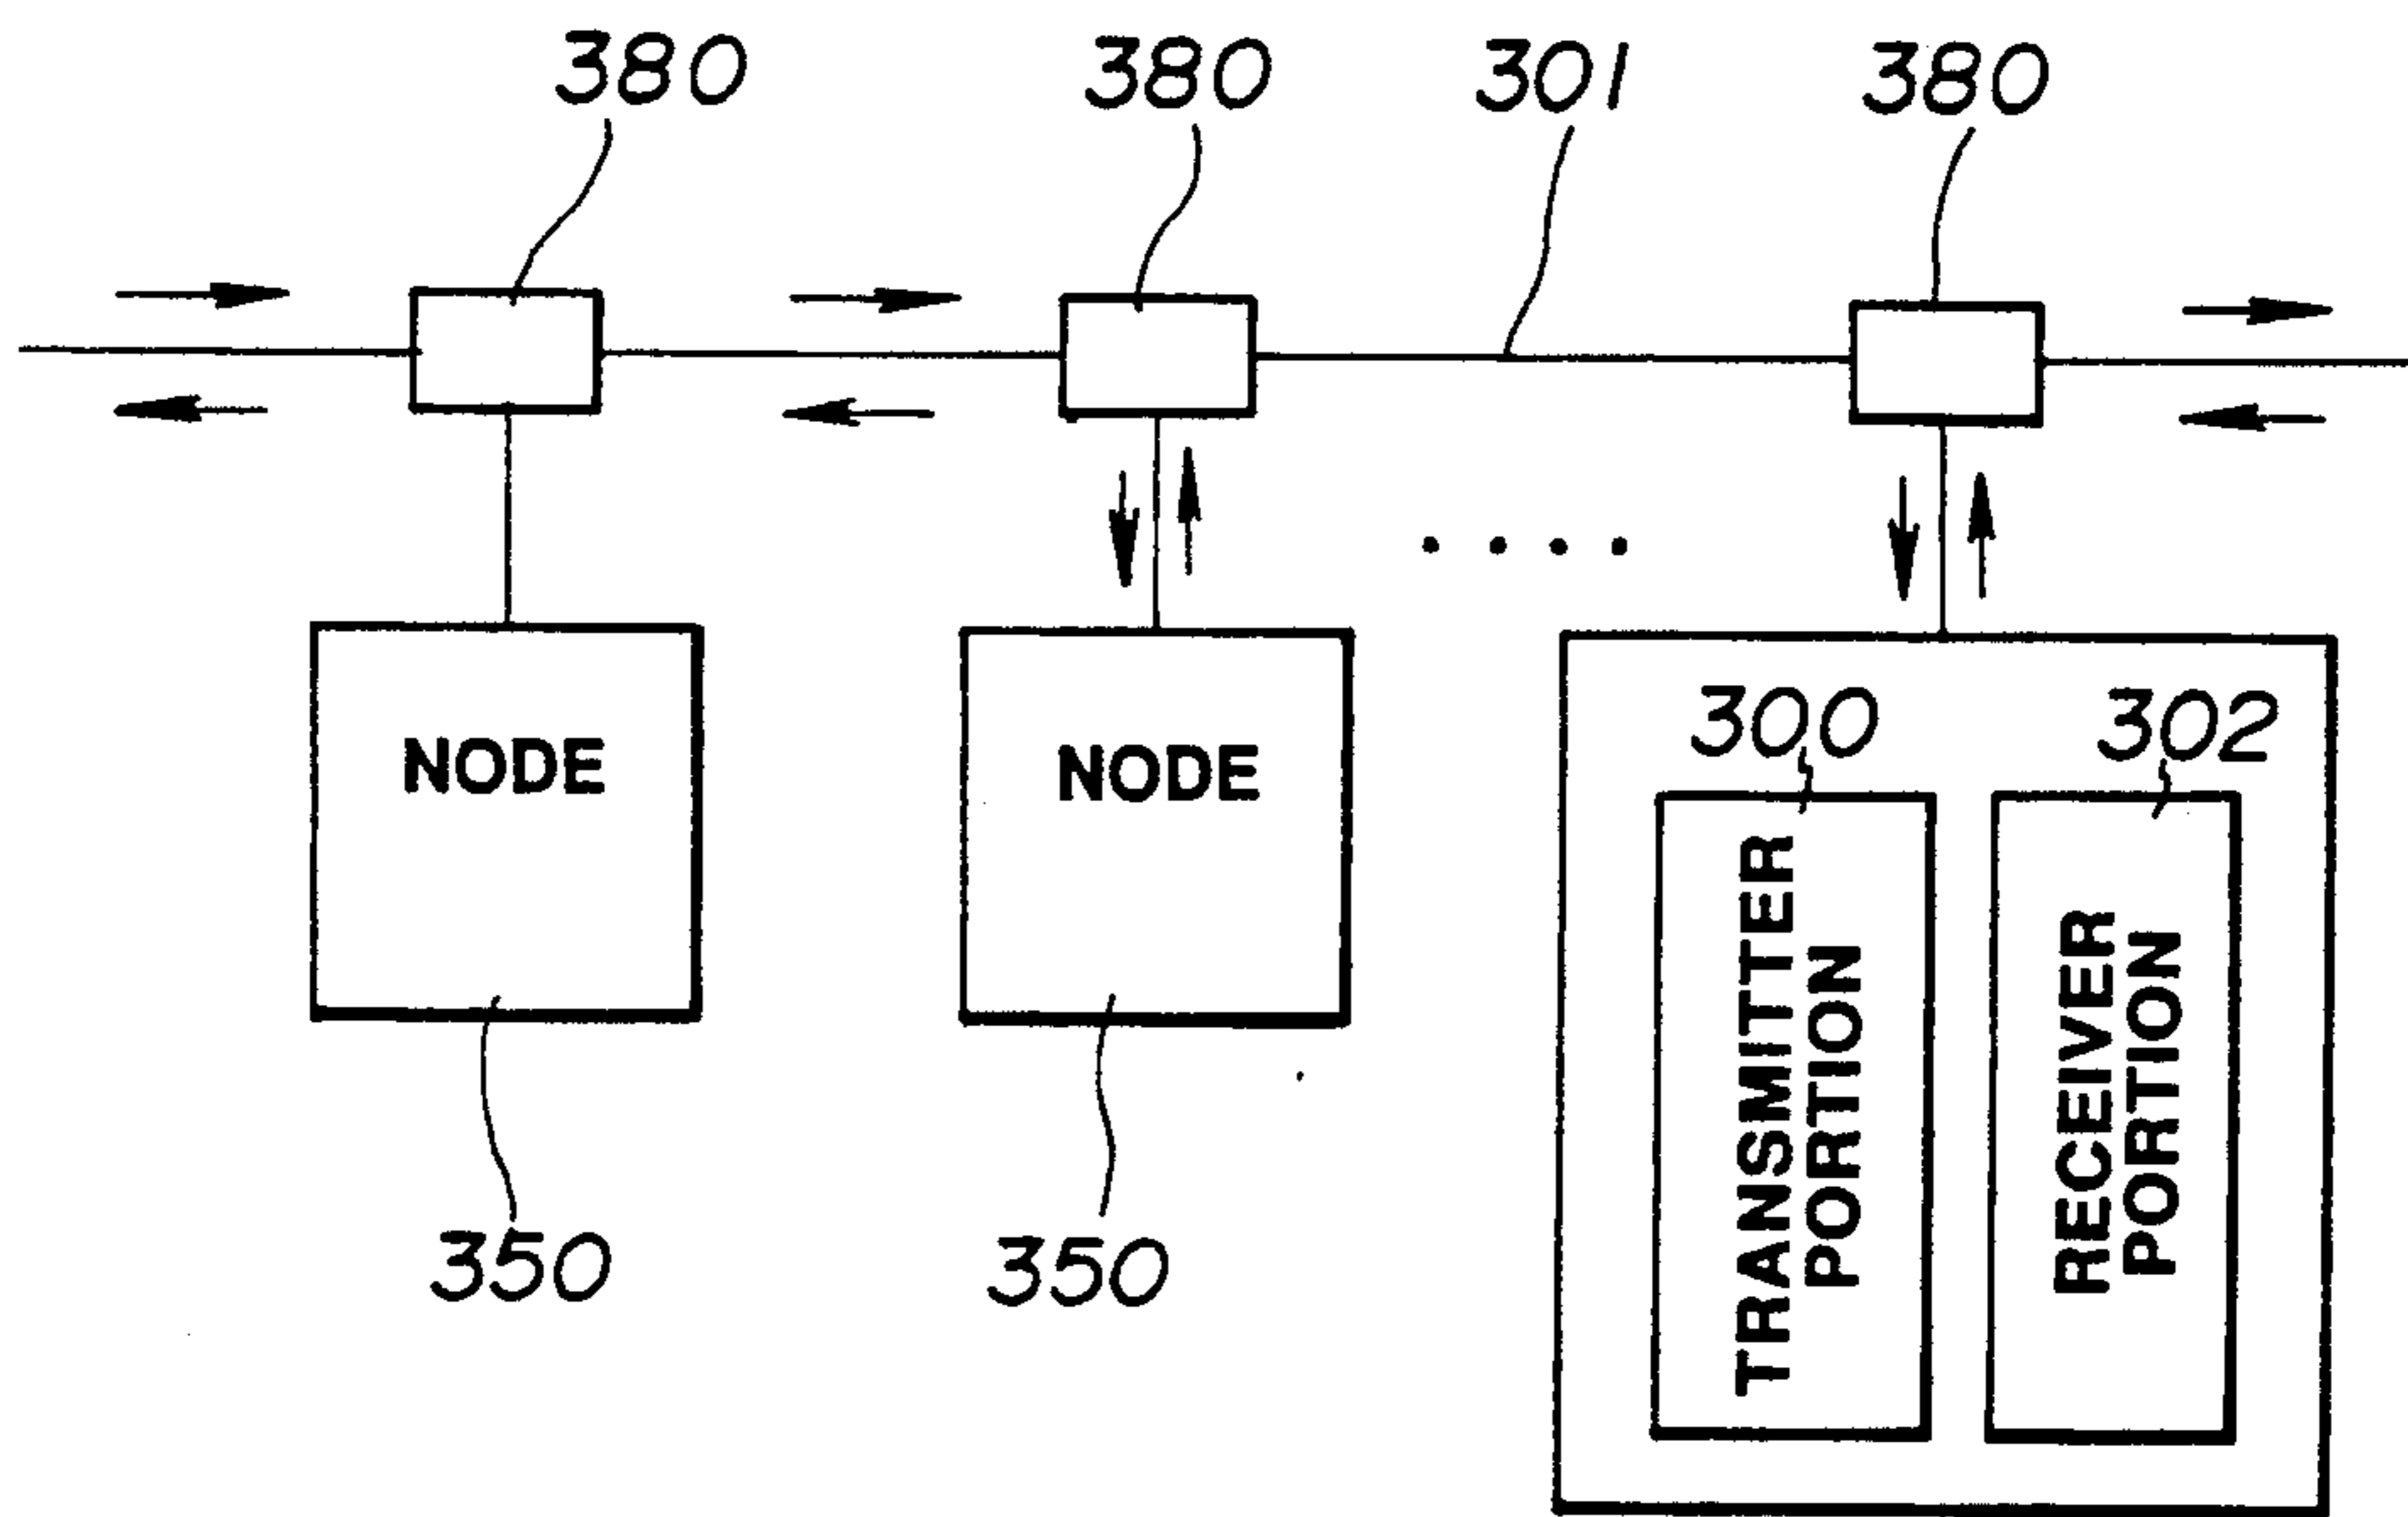 380
380
301
380
NODE
NODE
300
302
TRANSMITTER
PORTION
RECEIVER
PORTION
350
350